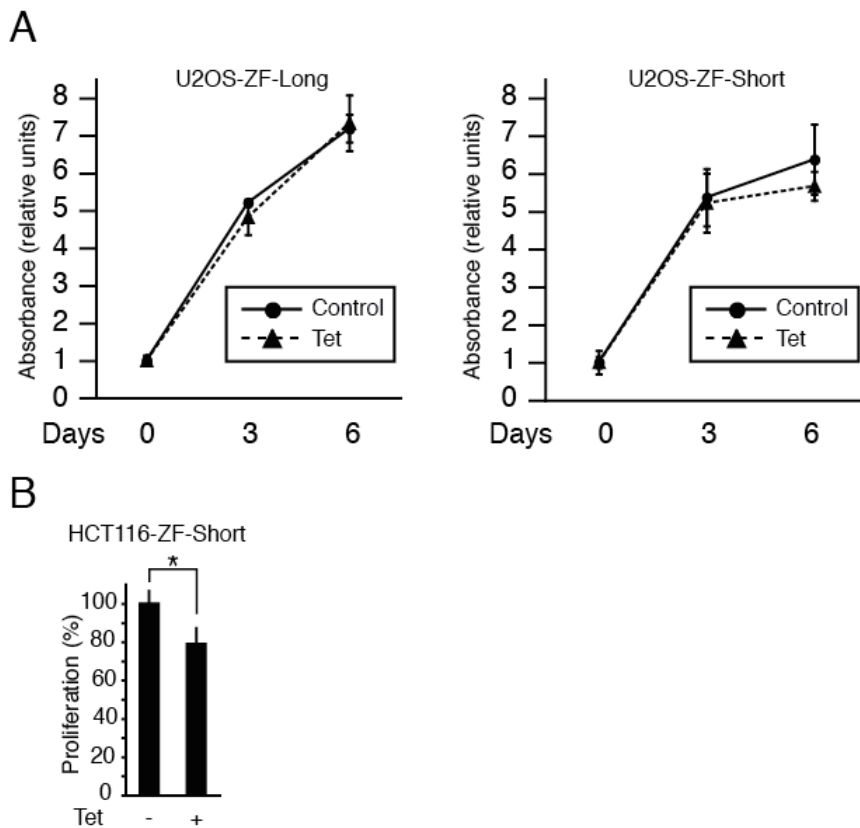 A
U2OS-ZF-Long
Absorbance (relative units)
8
7
6
5
4
3
2
1
0
Control
Tet
Days 0 3 6
U2OS-ZF-Short
Absorbance (relative units)
8
7
6
5
4
3
2
1
0
Control
Tet
Days 0 3 6
B
HCT116-ZF-Short
*
Proliferation (%)
100
80
60
40
20
0
Tet - +